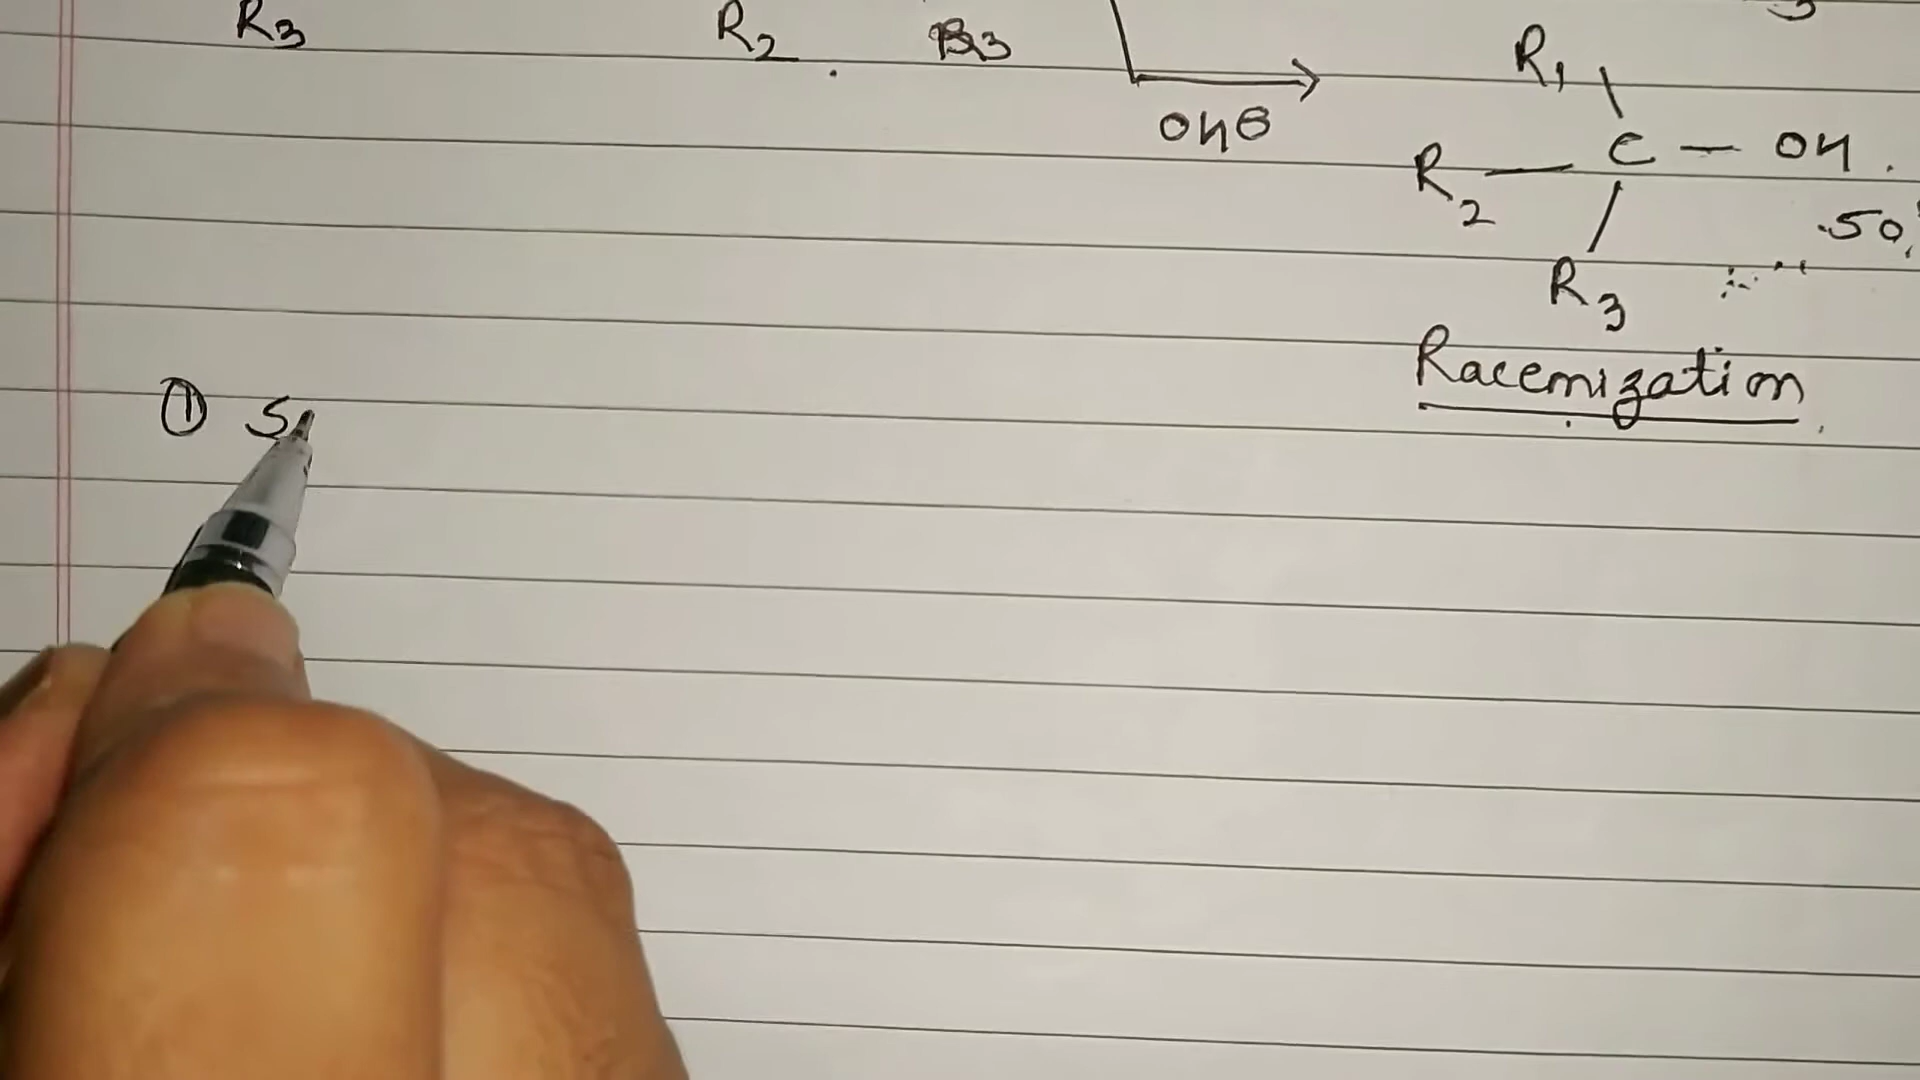 R3 R2 R3
R1
OH⊖
R2 — C — OH.
50%
R3
Racemization
① S